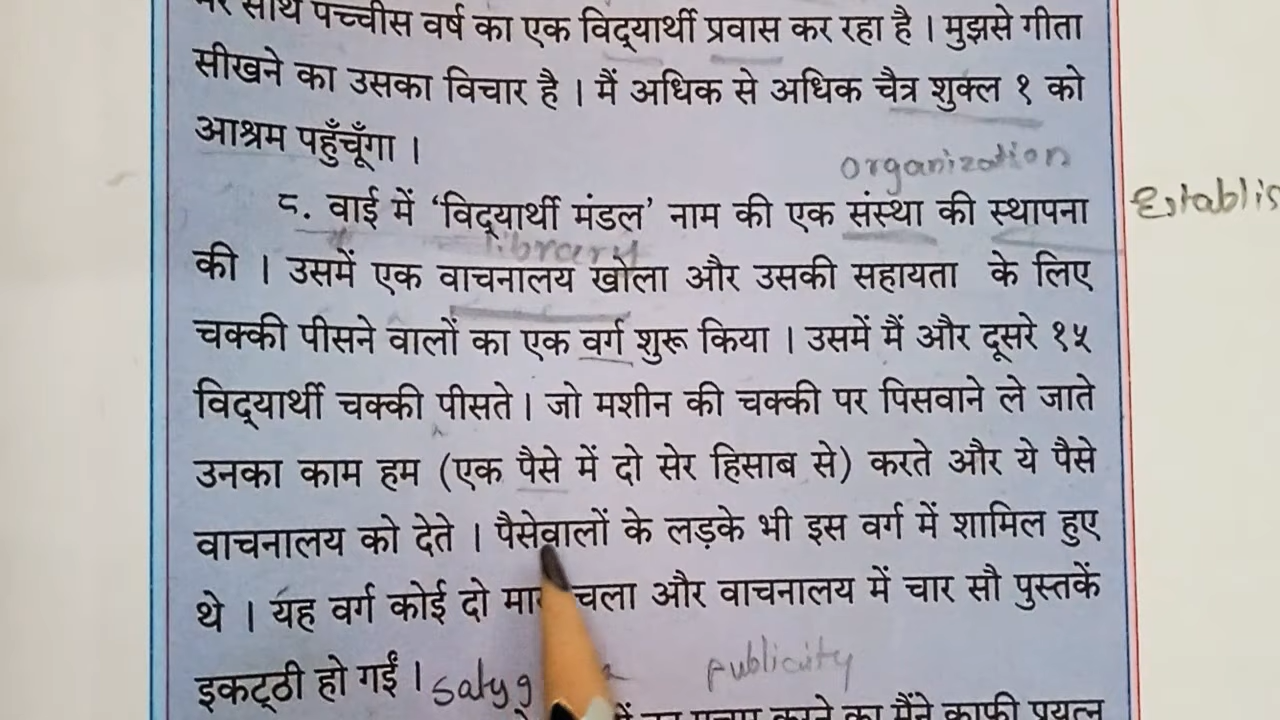 साथ पच्चीस वर्ष का एक विद्यार्थी प्रवास कर रहा है । मुझसे गीता
सीखने का उसका विचार है । मैं अधिक से अधिक चैत्र शुक्ल १ को
आश्रम पहुँचूँगा ।
organization
८. वाई में ‘विद्यार्थी मंडल’ नाम की एक संस्था की स्थापना Establis
library
की । उसमें एक वाचनालय खोला और उसकी सहायता के लिए
चक्की पीसने वालों का एक वर्ग शुरू किया । उसमें मैं और दूसरे १५
विद्यार्थी चक्की पीसते । जो मशीन की चक्की पर पिसवाने ले जाते
उनका काम हम (एक पैसे में दो सेर हिसाब से) करते और ये पैसे
वाचनालय को देते । पैसेवालों के लड़के भी इस वर्ग में शामिल हुए
थे । यह वर्ग कोई दो चला और वाचनालय में चार सौ पुस्तकें
publicity
इकट्ठी हो गईं । satyg
करने का मैंने काफी प्रयत्न